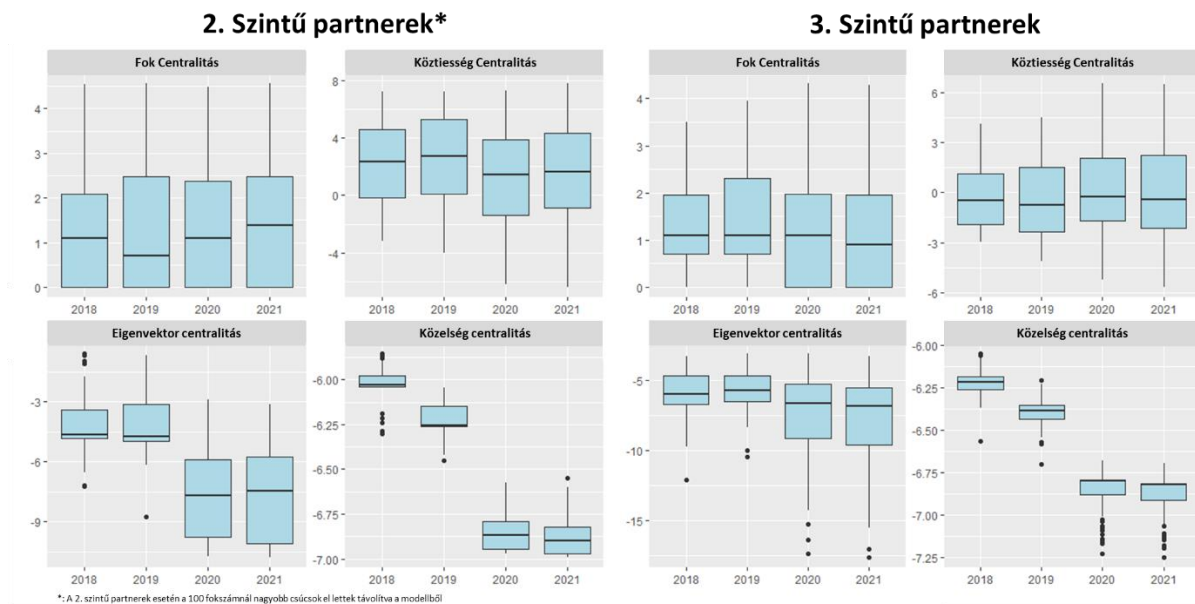 2. Szintű partnerek*
3. Szintű partnerek
Fok Centralitás
4
3
2
1
0
2018 2019 2020 2021
Köztiesség Centralitás
8
4
0
-4
2018 2019 2020 2021
Fok Centralitás
4
3
2
1
0
2018 2019 2020 2021
Köztiesség Centralitás
6
3
0
-3
-6
2018 2019 2020 2021
Eigenvektor centralitás
-3
-6
-9
2018 2019 2020 2021
Közelség centralitás
-6.00
-6.25
-6.50
-6.75
-7.00
2018 2019 2020 2021
Eigenvektor centralitás
-5
-10
-15
2018 2019 2020 2021
Közelség centralitás
-6.00
-6.25
-6.50
-6.75
-7.00
-7.25
2018 2019 2020 2021
*: A 2. szintű partnerek esetén a 100 fokszámnál nagyobb csúcsok el lettek távolítva a modellből